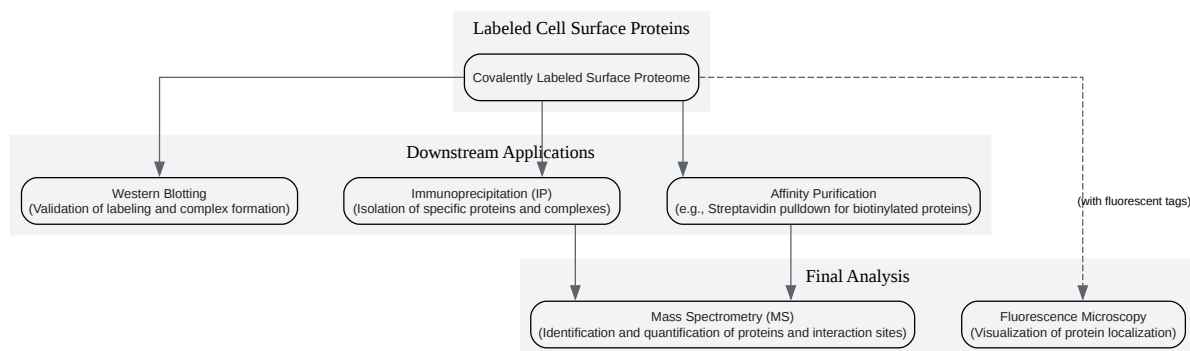 Labeled Cell Surface Proteins
Covalently Labeled Surface Proteome
Downstream Applications
Western Blotting
(Validation of labeling and complex formation)
Immunoprecipitation (IP)
(Isolation of specific proteins and complexes)
Affinity Purification
(e.g., Streptavidin pulldown for biotinylated proteins)
(with fluorescent tags)
Final Analysis
Mass Spectrometry (MS)
(Identification and quantification of proteins and interaction sites)
Fluorescence Microscopy
(Visualization of protein localization)